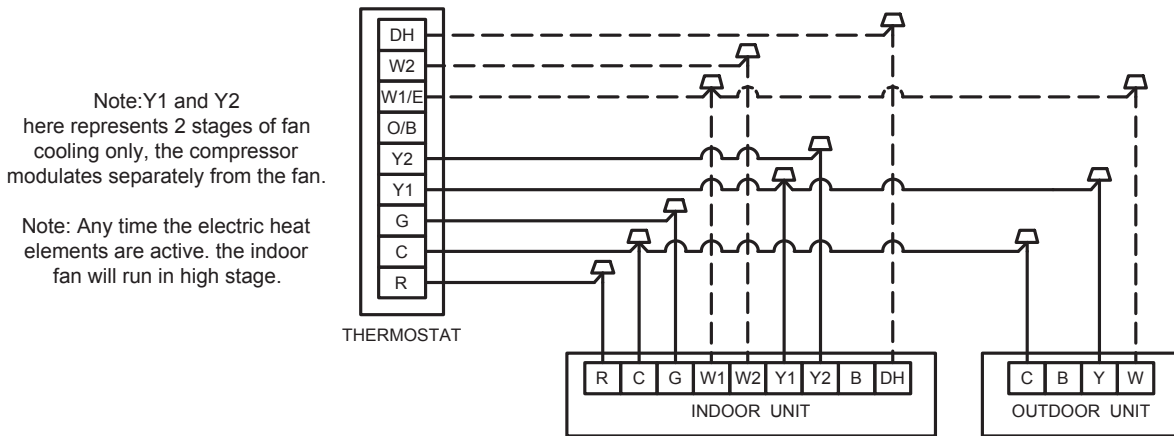 Note:Y1 and Y2
here represents 2 stages of fan
cooling only, the compressor
modulates separately from the fan.
Note: Any time the electric heat
elements are active. the indoor
fan will run in high stage.
DH
W2
W1/E
O/B
Y2
Y1
G
C
R
THERMOSTAT
R C G W1 W2 Y1 Y2 B DH
INDOOR UNIT
C B Y W
OUTDOOR UNIT